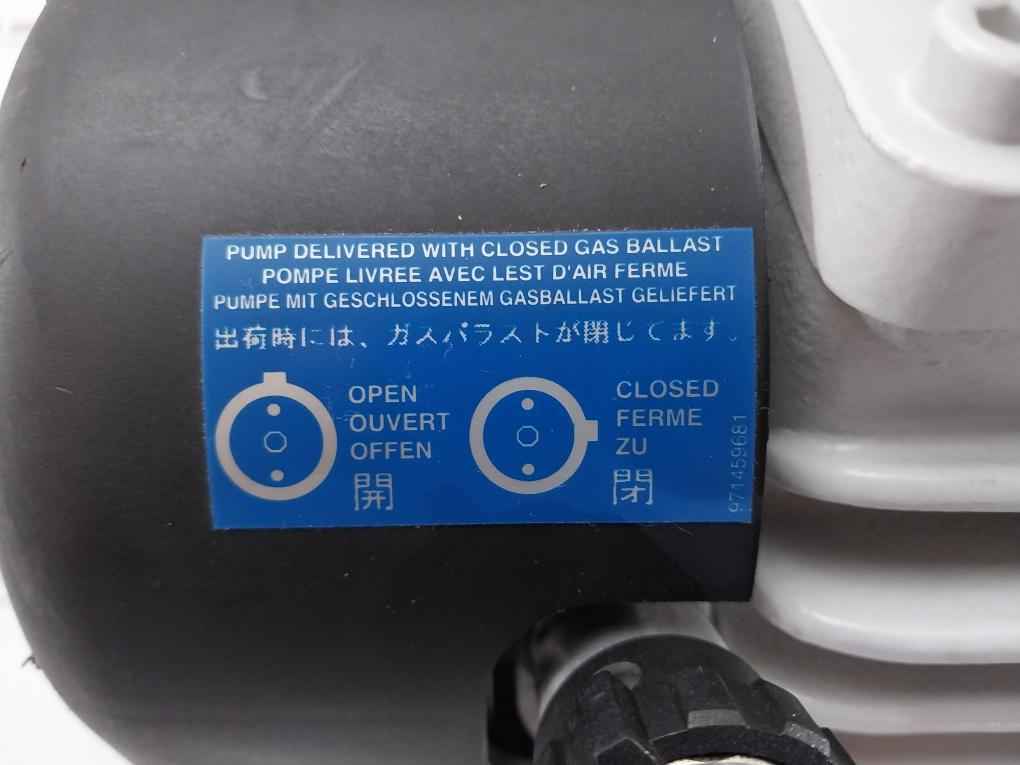 PUMP DELIVERED WITH CLOSED GAS BALLAST
POMPE LIVREE AVEC LEST D'AIR FERME
PUMPE MIT GESCHLOSSENEM GASBALLAST GELIEFERT
出荷時には、ガスバラストが閉じてます。
OPEN
OUVERT
OFFEN
開
CLOSED
FERME
ZU
閉
971459681